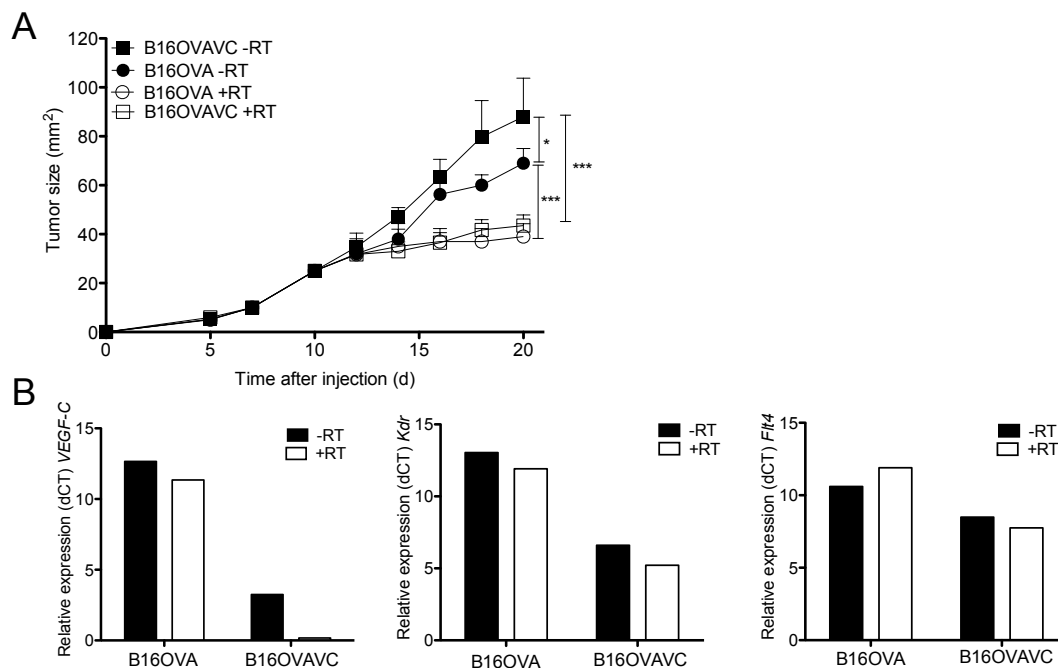 A
B16OVAVC -RT
B16OVA -RT
B16OVA +RT
B16OVAVC +RT
Tumor size (mm²)
120
100
80
60
40
20
0
0 5 10 15 20
Time after injection (d)
*
***
***
B
Relative expression (dCT) VEGF-C
15
10
5
0
-RT
+RT
B16OVA B16OVAVC
Relative expression (dCT) Kdr
15
10
5
0
-RT
+RT
B16OVA B16OVAVC
Relative expression (dCT) Flt4
15
10
5
0
-RT
+RT
B16OVA B16OVAVC